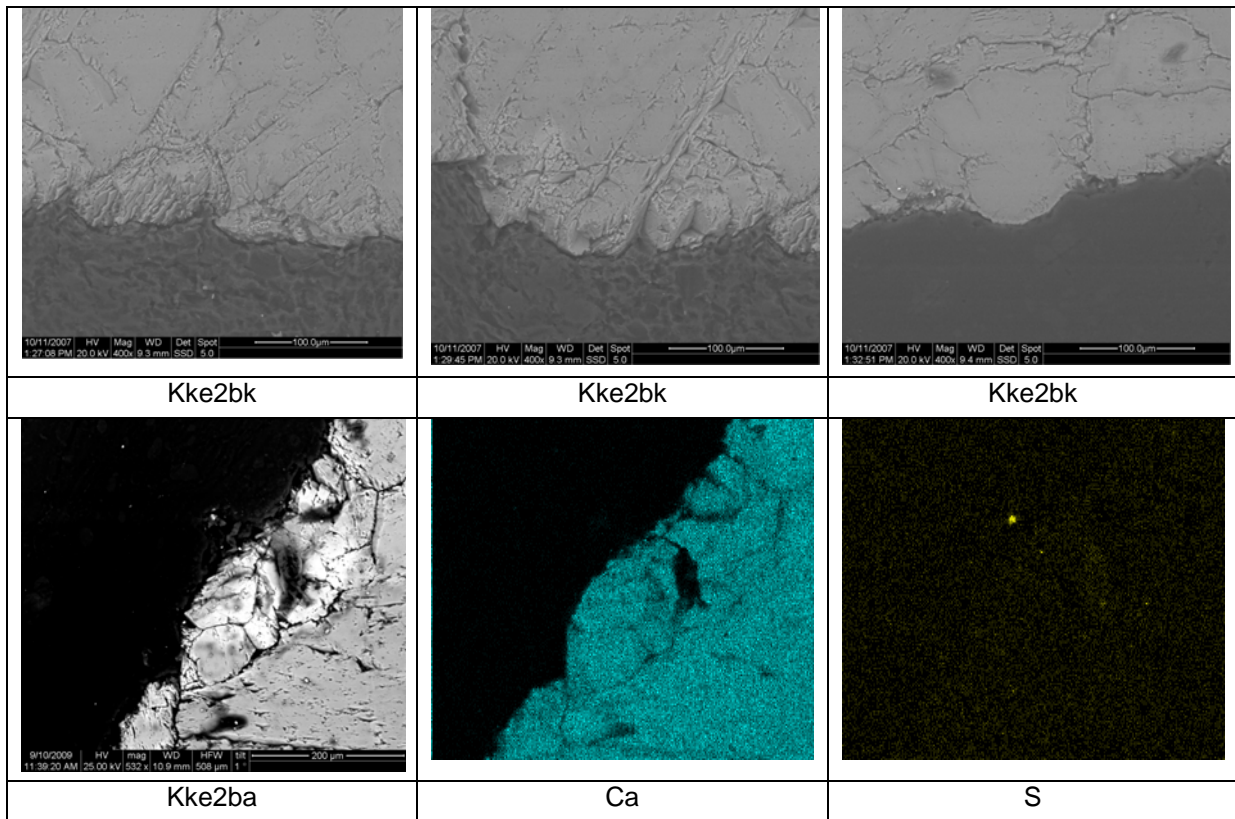 10/11/2007 HV Mag WD Det Spot 100.0µm
1:27:08 PM 20.0 kV 400x 9.3 mm SSD 5.0
10/11/2007 HV Mag WD Det Spot 100.0µm
1:29:45 PM 20.0 kV 400x 9.3 mm SSD 5.0
10/11/2007 HV Mag WD Det Spot 100.0µm
1:32:51 PM 20.0 kV 400x 9.4 mm SSD 5.0
Kke2bk
Kke2bk
Kke2bk
9/10/2009 HV mag WD HFW tilt 200 µm
11:39:20 AM 25.00 kV 532 x 10.9 mm 508 µm 1 °
Kke2ba
Ca
S